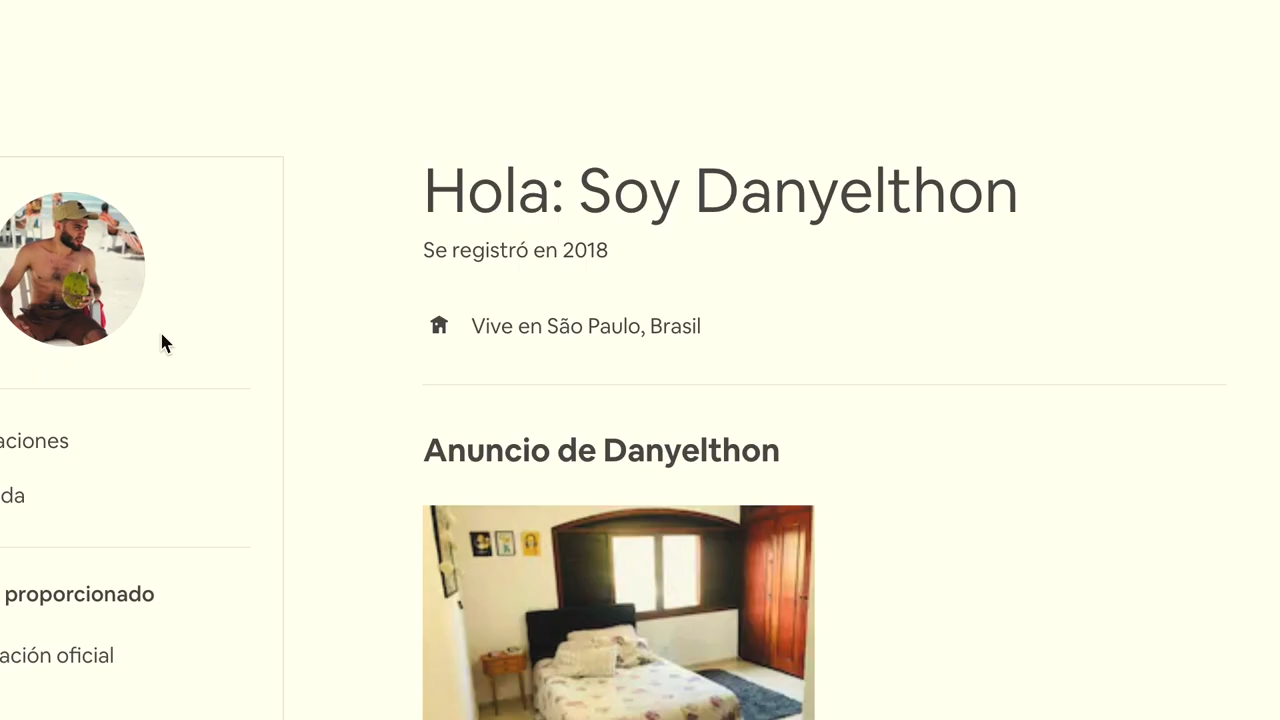 Hola: Soy Danyelthon
Se registró en 2018
Vive en São Paulo, Brasil
Anuncio de Danyelthon
aciones
da
proporcionado
ación oficial